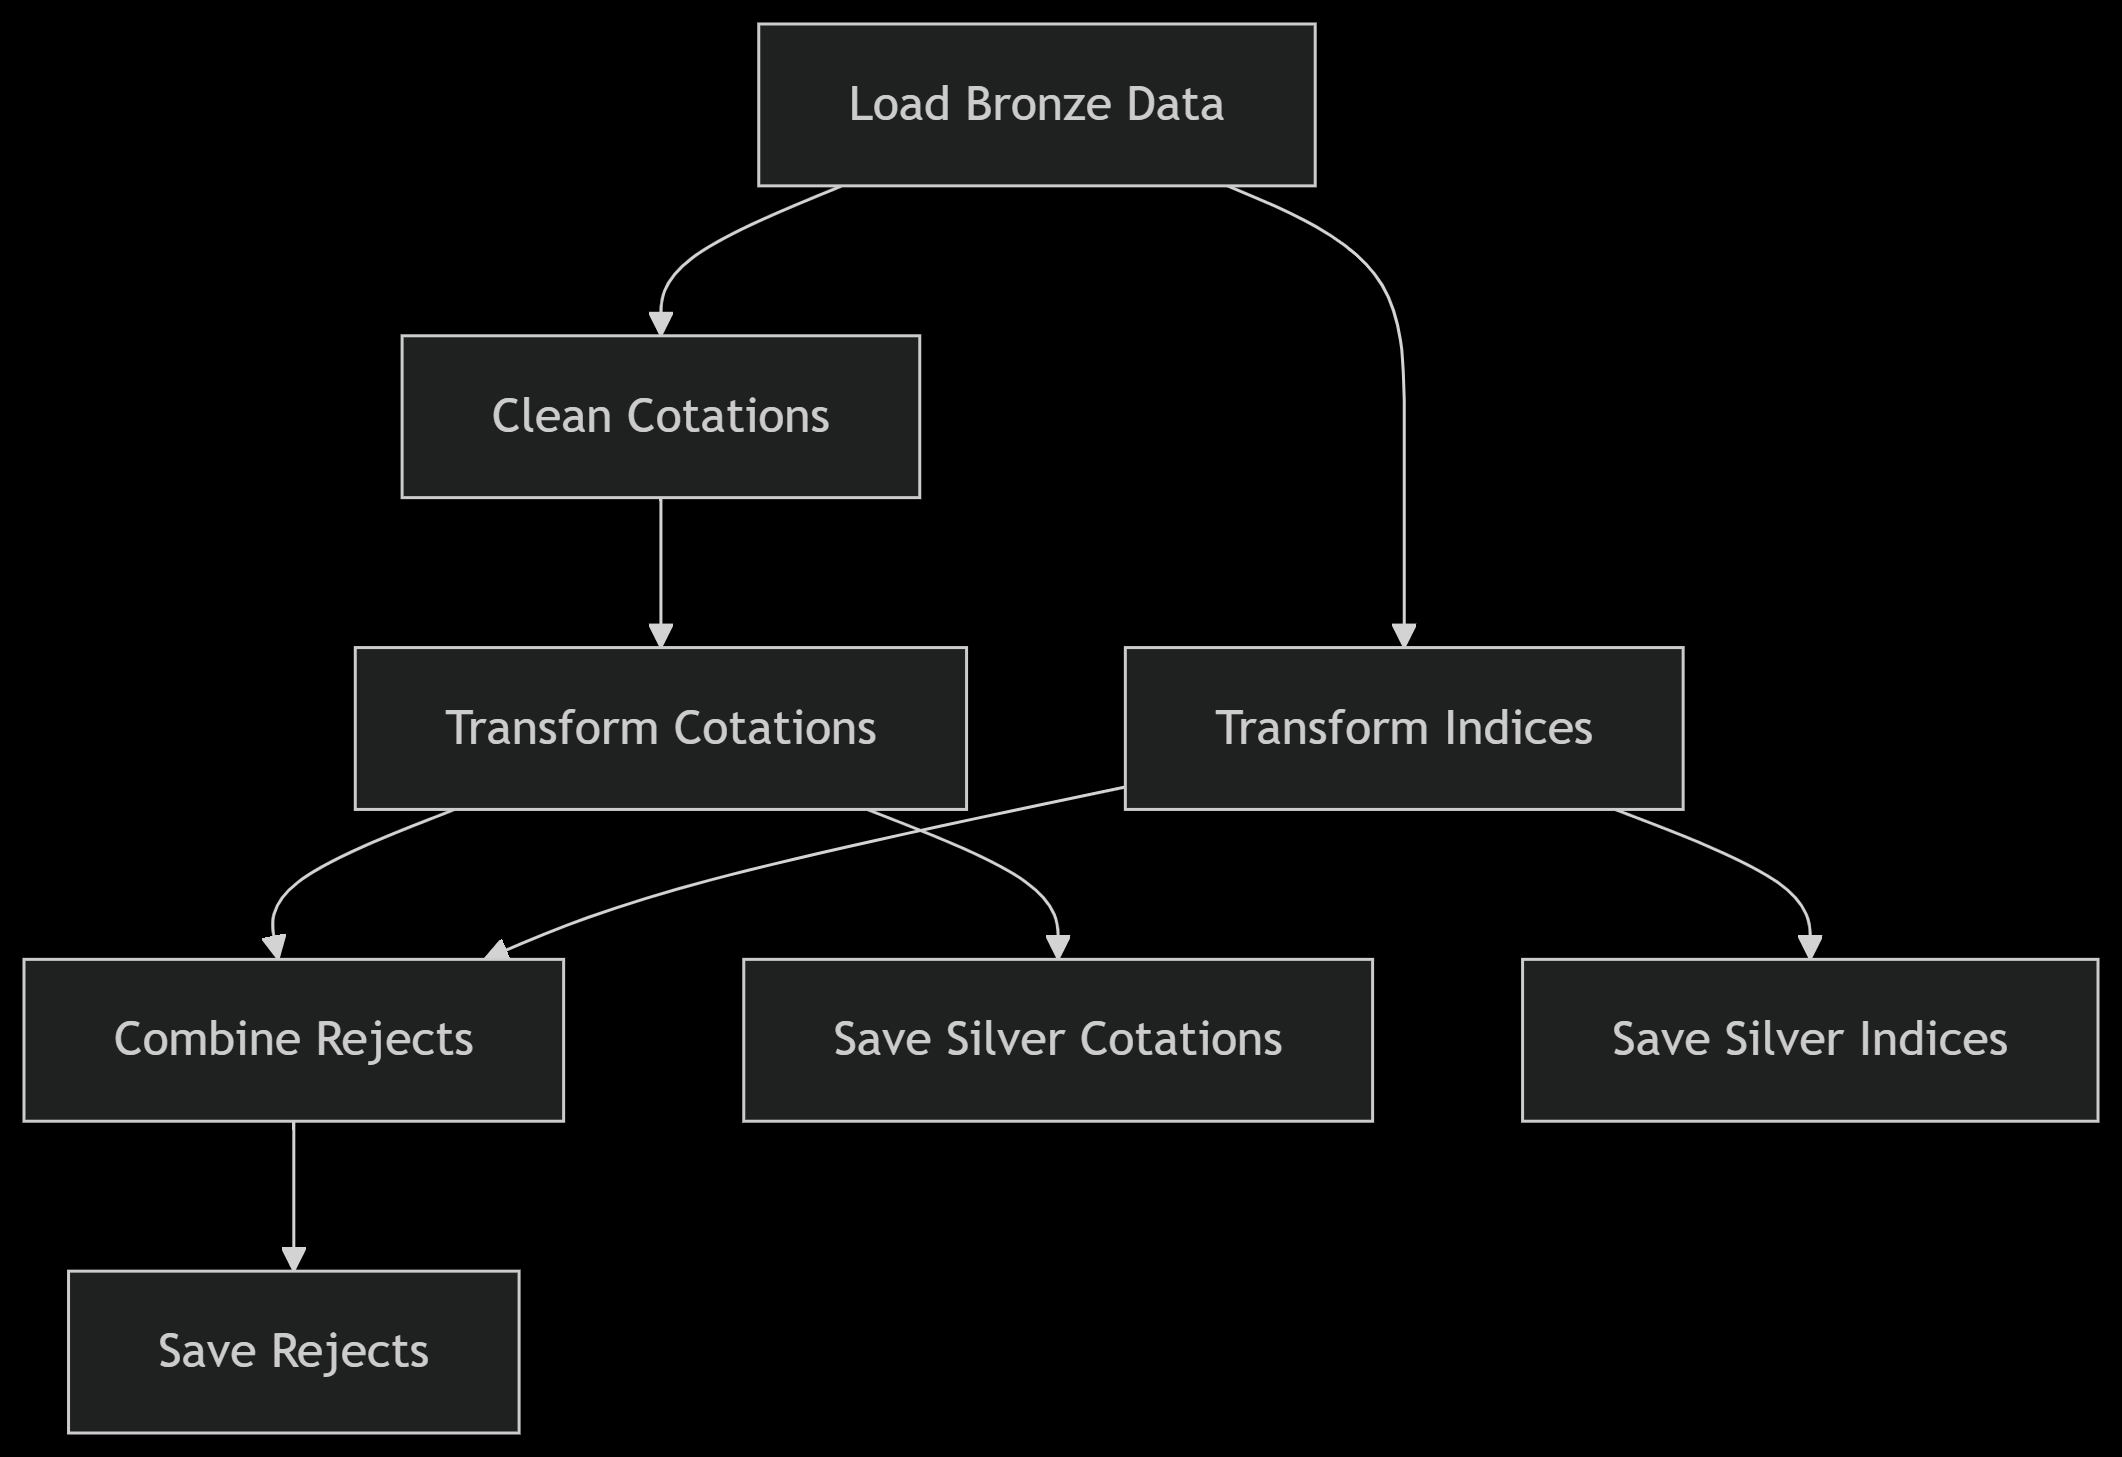 Load Bronze Data
Clean Cotations
Transform Cotations
Transform Indices
Combine Rejects
Save Silver Cotations
Save Silver Indices
Save Rejects